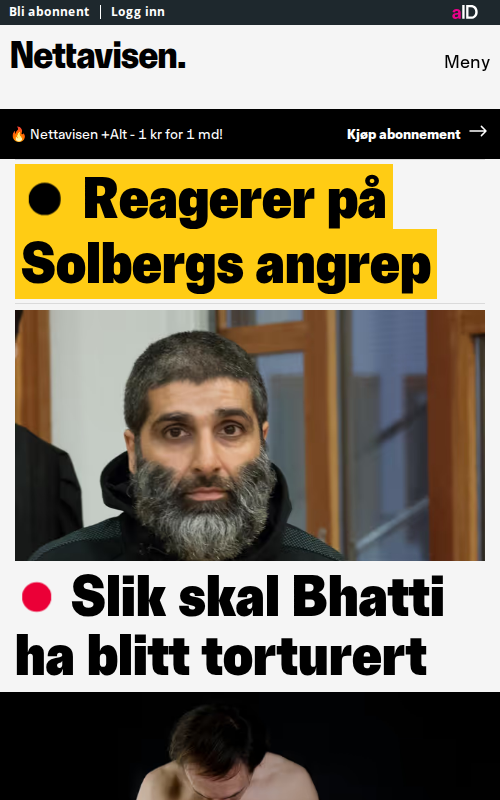 Bli abonnent | Logg inn
aID
Nettavisen.
Meny
Nettavisen +Alt - 1 kr for 1 md!
Kjøp abonnement →
Reagerer på
Solbergs angrep
Slik skal Bhatti
ha blitt torturert